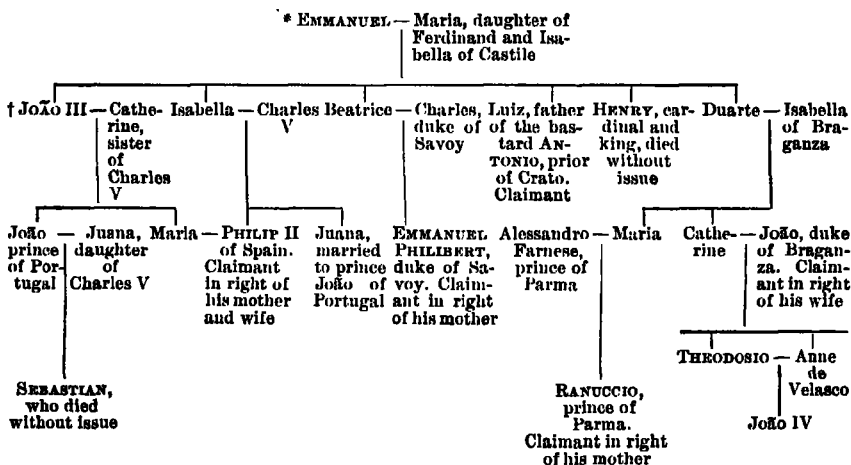 * EMMANUEL — Maria, daughter of
Ferdinand and Isa-
bella of Castile
† João III — Cathe-
rine,
sister
of
Charles
V
Isabella — Charles
V
Beatrice — Charles,
duke of
Savoy
Luiz, father
of the bas-
tard AN-
TONIO, prior
of Crato.
Claimant
HENRY, car-
dinal and
king, died
without
issue
Duarte — Isabella
of Bra-
ganza
João
prince
of Por-
tugal
— Juana,
daughter
of
Charles V
Maria — PHILIP II
of Spain.
Claimant
in right of
his mother
and wife
Juana,
married
to prince
João of
Portugal
EMMANUEL
PHILIBERT,
duke of Sa-
voy. Claim-
ant in right
of his mother
Alessandro — Maria
Farnese,
prince of
Parma
Cathe-
rine
— João, duke
of Bragan-
za. Claim-
ant in right
of his wife
THEODOSIO — Anne
de
Velasco
SEBASTIAN,
who died
without issue
RANUCCIO,
prince of
Parma.
Claimant in right
of his mother
João IV